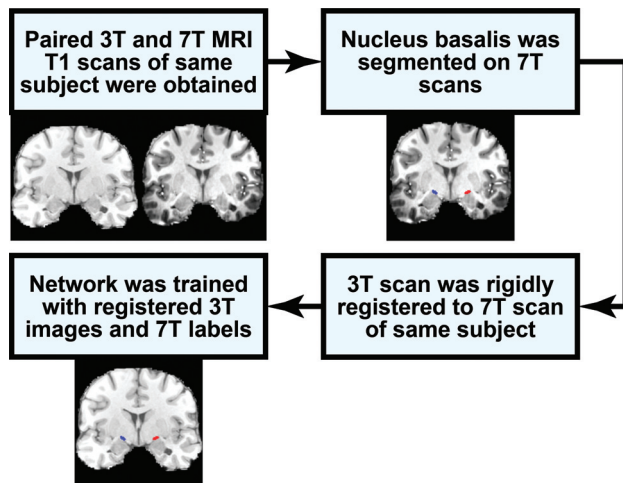 Paired 3T and 7T MRI
T1 scans of same
subject were obtained
Nucleus basalis was
segmented on 7T
scans
3T scan was rigidly
registered to 7T scan
of same subject
Network was trained
with registered 3T
images and 7T labels